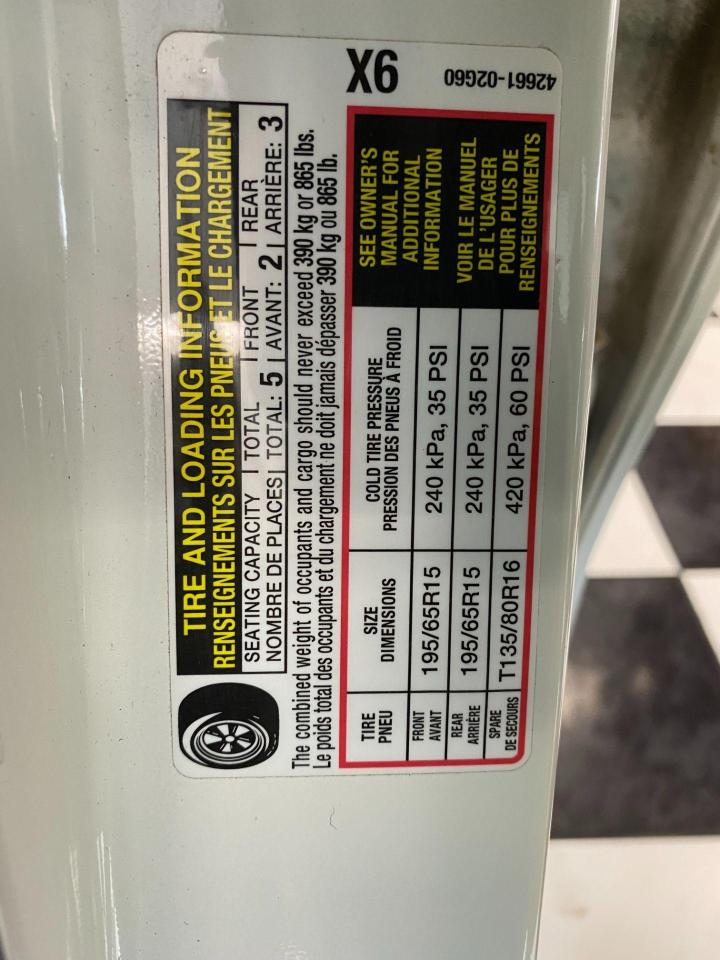 X6
42661-02G60
TIRE AND LOADING INFORMATION
RENSEIGNEMENTS SUR LES PNEUS ET LE CHARGEMENT
SEATING CAPACITY | TOTAL | FRONT | REAR
NOMBRE DE PLACES | TOTAL: 5 | AVANT: 2 | ARRIÈRE: 3
The combined weight of occupants and cargo should never exceed 390 kg or 865 lbs.
Le poids total des occupants et du chargement ne doit jamais dépasser 390 kg ou 865 lb.
TIRE
PNEU
SIZE
DIMENSIONS
COLD TIRE PRESSURE
PRESSION DES PNEUS À FROID
FRONT
AVANT
195/65R15
240 kPa, 35 PSI
REAR
ARRIÈRE
195/65R15
240 kPa, 35 PSI
SPARE
DE SECOURS
T135/80R16
420 kPa, 60 PSI
SEE OWNER'S
MANUAL FOR
ADDITIONAL
INFORMATION
VOIR LE MANUEL
DE L'USAGER
POUR PLUS DE
RENSEIGNEMENTS